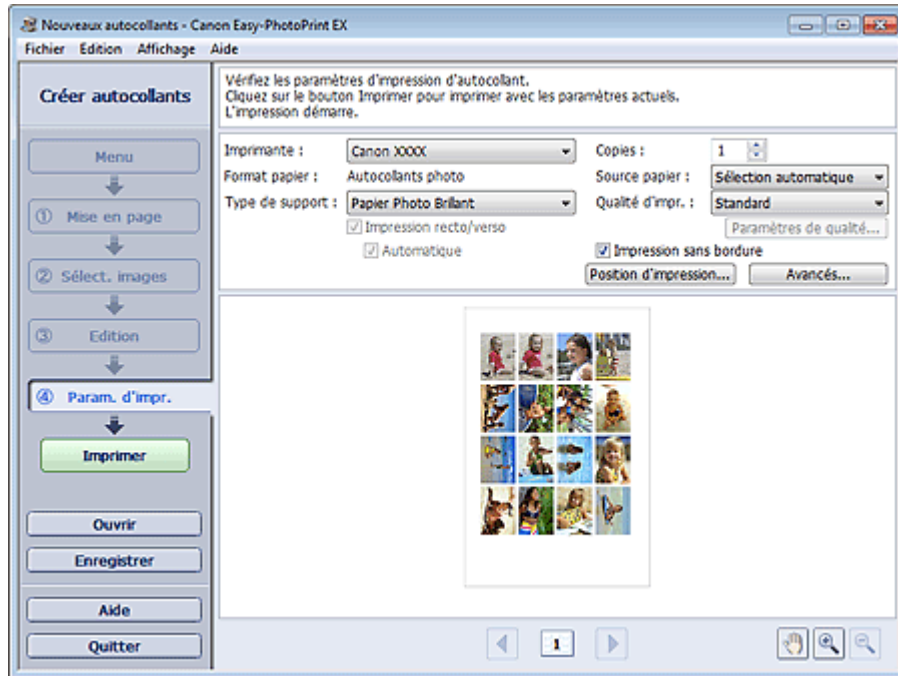 Nouveaux autocollants - Canon Easy-PhotoPrint EX
Fichier Edition Affichage Aide
Créer autocollants
Menu
① Mise en page
② Sélect. images
③ Edition
④ Param. d'impr.
Imprimer
Ouvrir
Enregistrer
Aide
Quitter
Vérifiez les paramètres d'impression d'autocollant.
Cliquez sur le bouton Imprimer pour imprimer avec les paramètres actuels.
L'impression démarre.
Imprimante : Canon XXXX
Copies : 1
Format papier : Autocollants photo
Source papier : Sélection automatique
Type de support : Papier Photo Brillant
Qualité d'impr. : Standard
Impression recto/verso
Paramètres de qualité...
Automatique
Impression sans bordure
Position d'impression... Avancés...
1